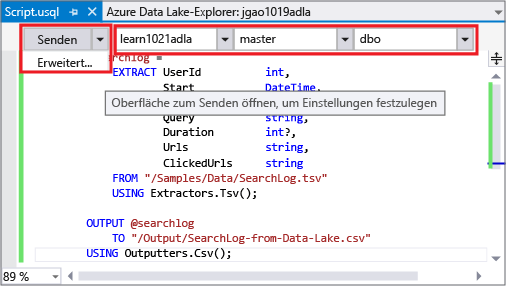 Script.usql Azure Data Lake-Explorer: jgao1019adla
Senden learn1021adla master dbo
Erweitert...
rchlog =
EXTRACT UserId int,
Start DateTime,
Oberfläche zum Senden öffnen, um Einstellungen festzulegen
Query string,
Duration int?,
Urls string,
ClickedUrls string
FROM "/Samples/Data/SearchLog.tsv"
USING Extractors.Tsv();
OUTPUT @searchlog
TO "/Output/SearchLog-from-Data-Lake.csv"
USING Outputters.Csv();
89 %